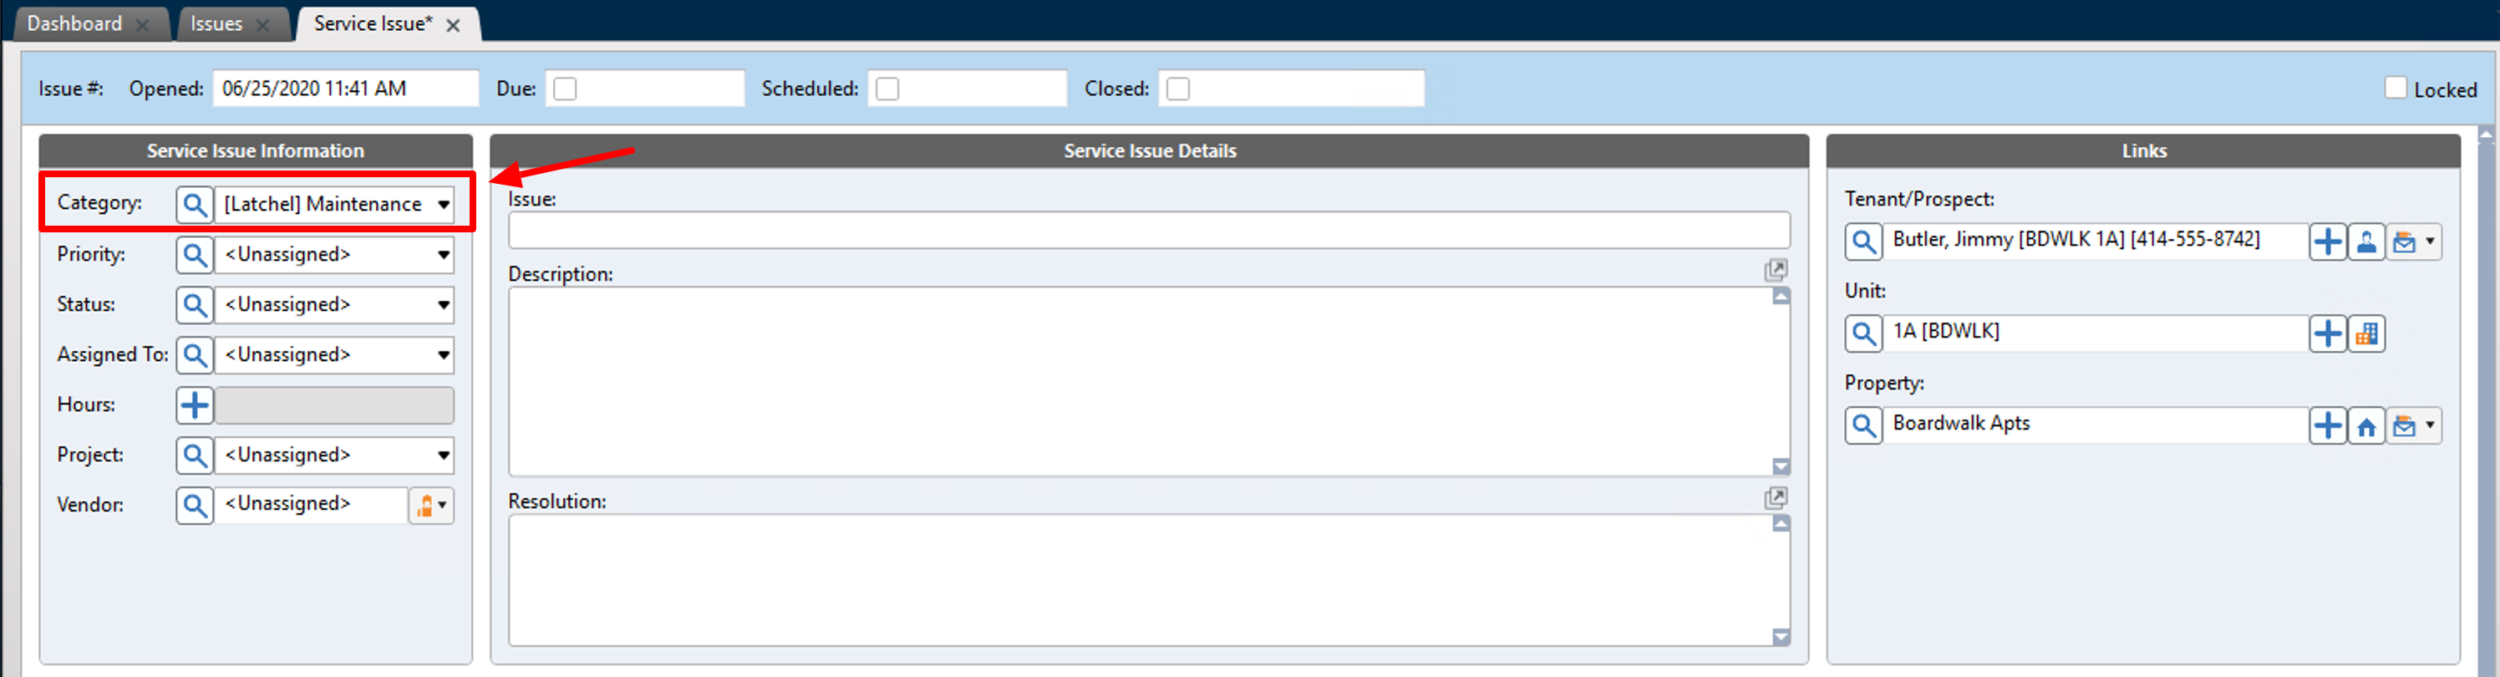 Dashboard
Issues
Service Issue*
Issue #:
Opened: 06/25/2020 11:41 AM
Due:
Scheduled:
Closed:
Locked
Service Issue Information
Category: [Latchel] Maintenance
Priority: <Unassigned>
Status: <Unassigned>
Assigned To: <Unassigned>
Hours:
Project: <Unassigned>
Vendor: <Unassigned>
Service Issue Details
Issue:
Description:
Resolution:
Links
Tenant/Prospect:
Butler, Jimmy [BDWLK 1A] [414-555-8742]
Unit:
1A [BDWLK]
Property:
Boardwalk Apts